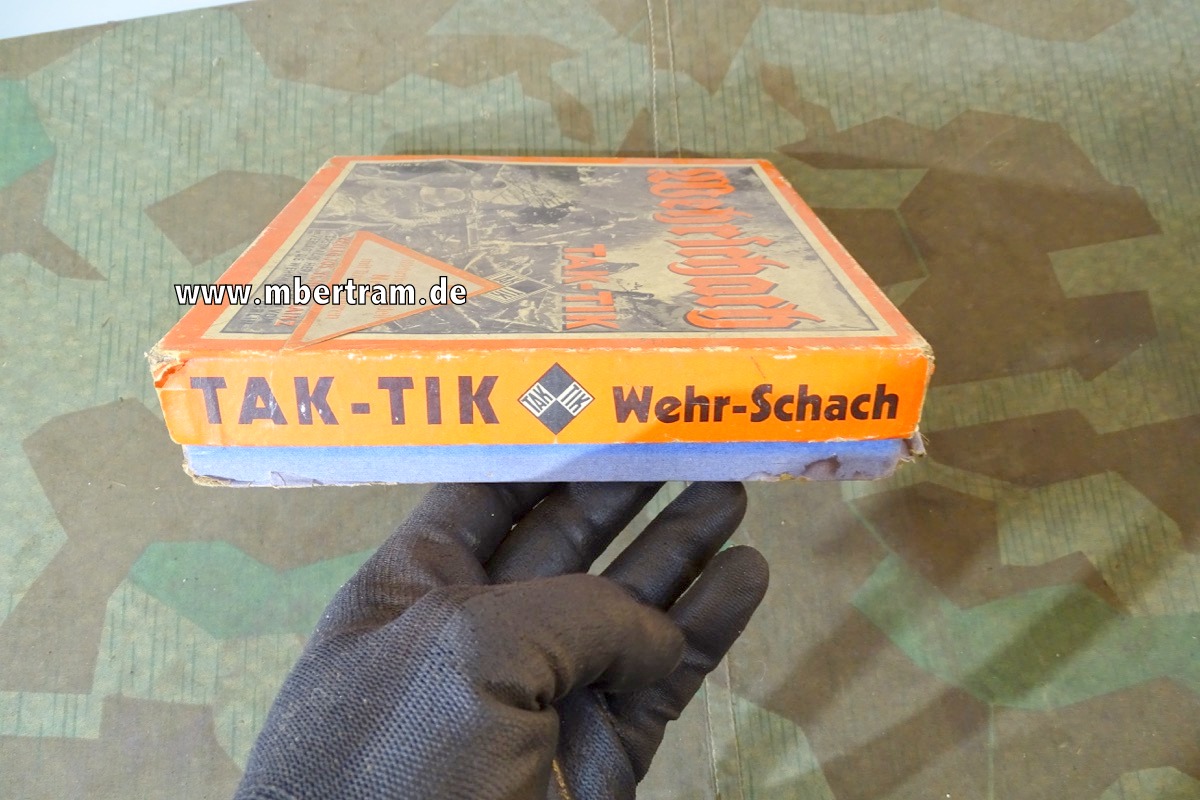 Wehrschach
TAK-TIK
www.mbertram.de
TAK-TIK TAK TIK Wehr-Schach